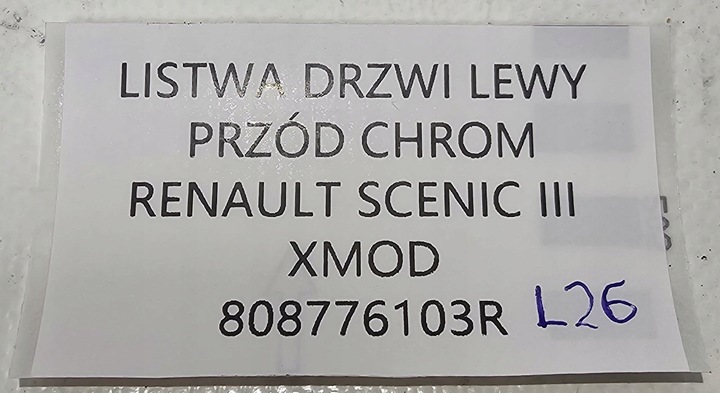 LISTWA DRZWI LEWY
PRZÓD CHROM
RENAULT SCENIC III
XMOD
808776103R L26